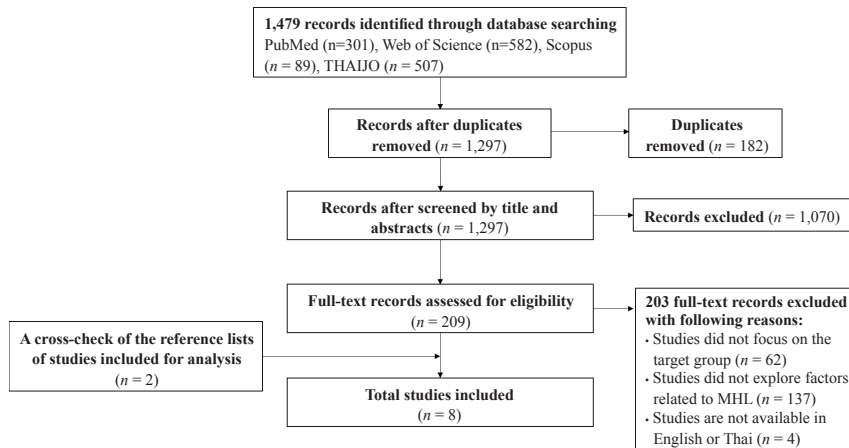 1,479 records identified through database searching
PubMed (n=301), Web of Science (n=582), Scopus
(n = 89), THAIJO (n = 507)
Records after duplicates
removed (n = 1,297)
Duplicates
removed (n = 182)
Records after screened by title and
abstracts (n = 1,297)
Records excluded (n = 1,070)
Full-text records assessed for eligibility
(n = 209)
203 full-text records excluded
with following reasons:
· Studies did not focus on the
target group (n = 62)
· Studies did not explore factors
related to MHL (n = 137)
· Studies are not available in
English or Thai (n = 4)
A cross-check of the reference lists
of studies included for analysis
(n = 2)
Total studies included
(n = 8)